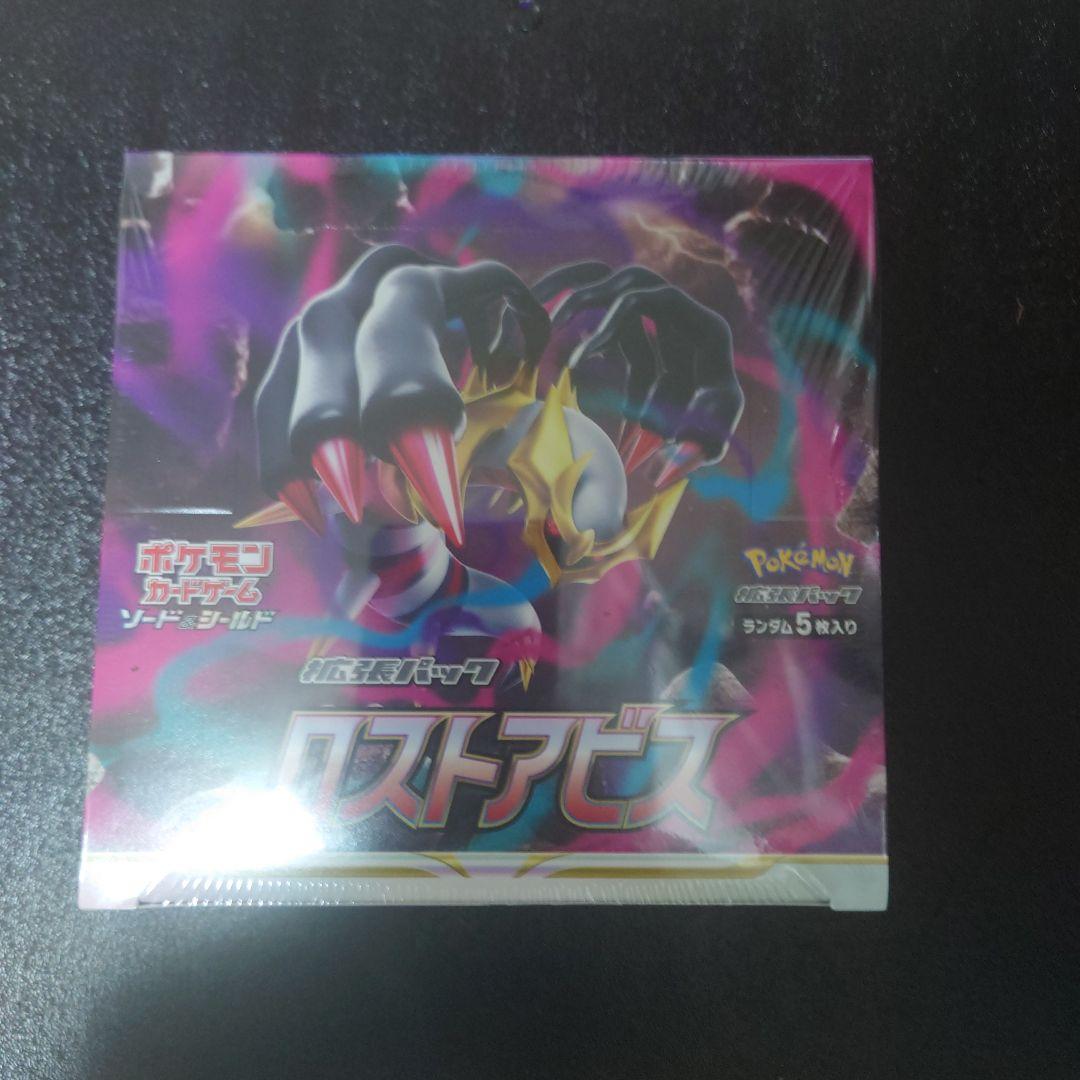 ポケモン
カードゲーム
ソード&シールド
POKéMON
拡張パック
ランダム5枚入り
拡張パック
ロストアビス